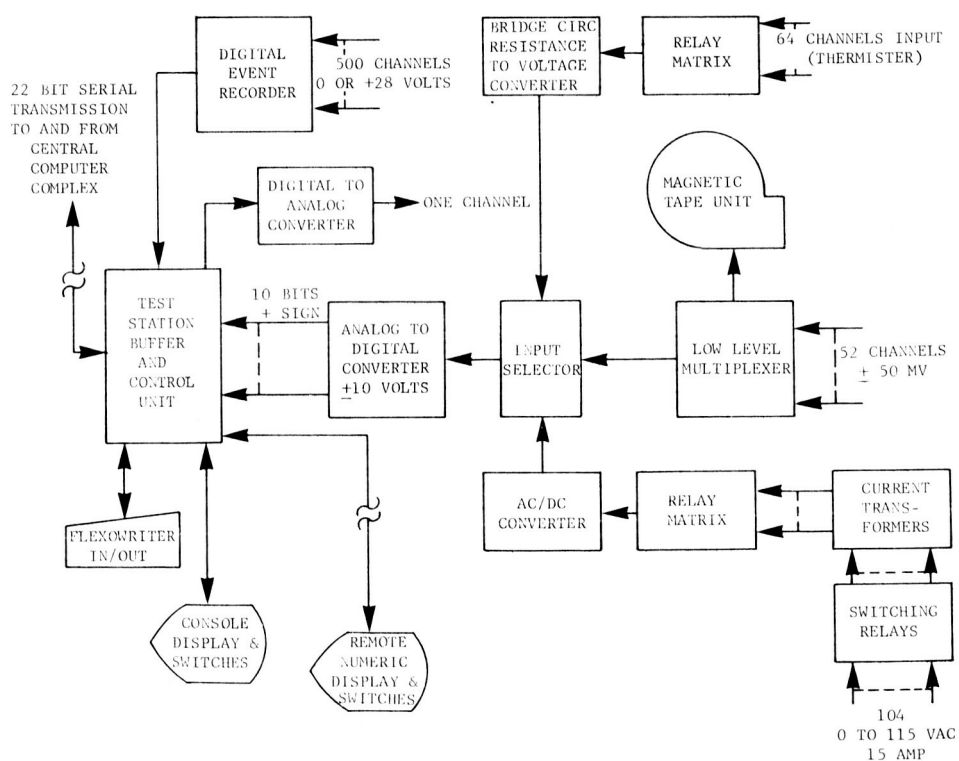 BRIDGE CIRC
RESISTANCE
TO VOLTAGE
CONVERTER
RELAY
MATRIX
64 CHANNELS INPUT
(THERMISTER)
DIGITAL
EVENT
RECORDER
500 CHANNELS
0 OR +28 VOLTS
22 BIT SERIAL
TRANSMISSION
TO AND FROM
CENTRAL
COMPUTER
COMPLEX
DIGITAL TO
ANALOG
CONVERTER
ONE CHANNEL
MAGNETIC
TAPE UNIT
TEST
STATION
BUFFER
AND
CONTROL
UNIT
10 BITS
+ SIGN
ANALOG TO
DIGITAL
CONVERTER
±10 VOLTS
INPUT
SELECTOR
LOW LEVEL
MULTIPLEXER
52 CHANNELS
± 50 MV
FLEXOWRITER
IN/OUT
AC/DC
CONVERTER
RELAY
MATRIX
CURRENT
TRANS-
FORMERS
CONSOLE
DISPLAY &
SWITCHES
REMOTE
NUMERIC
DISPLAY &
SWITCHES
SWITCHING
RELAYS
104
0 TO 115 VAC
15 AMP